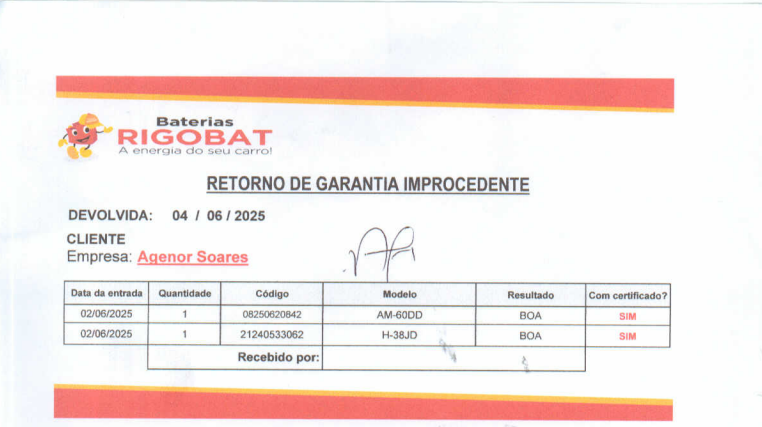 Baterias
RIGOBAT
A energia do seu carro!
RETORNO DE GARANTIA IMPROCEDENTE
DEVOLVIDA: 04 / 06 / 2025
CLIENTE
Empresa: Agenor Soares
Data da entrada Quantidade Código Modelo Resultado Com certificado?
02/06/2025 1 08250620842 AM-60DD BOA SIM
02/06/2025 1 21240533062 H-38JD BOA SIM
Recebido por: